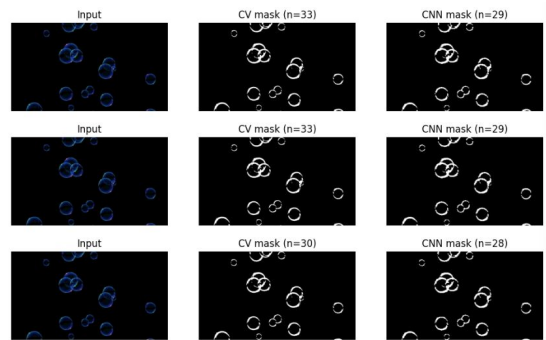 Input CV mask (n=33) CNN mask (n=29)
Input CV mask (n=33) CNN mask (n=29)
Input CV mask (n=30) CNN mask (n=28)